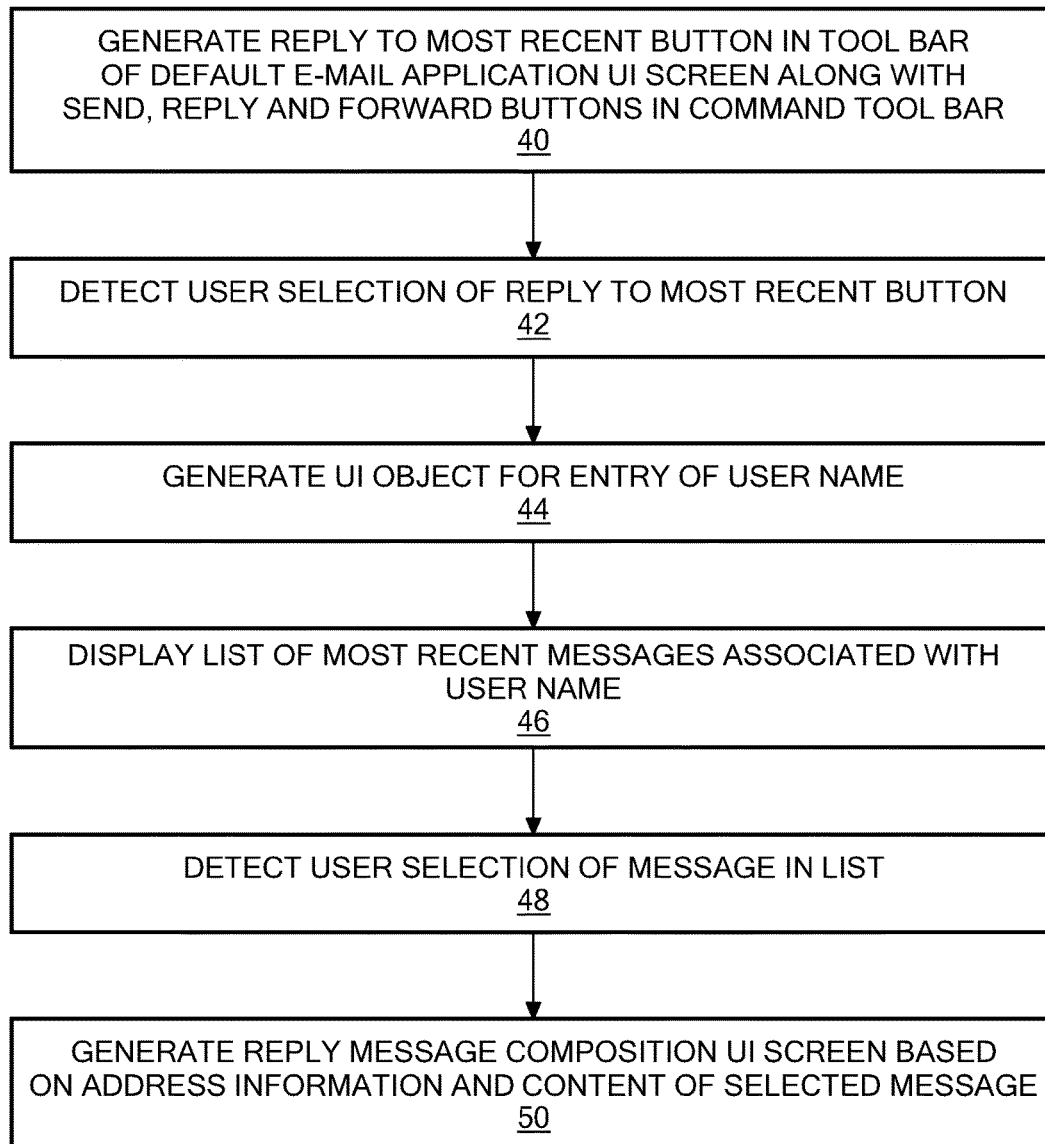 GENERATE REPLY TO MOST RECENT BUTTON IN TOOL BAR
OF DEFAULT E-MAIL APPLICATION UI SCREEN ALONG WITH
SEND, REPLY AND FORWARD BUTTONS IN COMMAND TOOL BAR
40
DETECT USER SELECTION OF REPLY TO MOST RECENT BUTTON
42
GENERATE UI OBJECT FOR ENTRY OF USER NAME
44
DISPLAY LIST OF MOST RECENT MESSAGES ASSOCIATED WITH
USER NAME
46
DETECT USER SELECTION OF MESSAGE IN LIST
48
GENERATE REPLY MESSAGE COMPOSITION UI SCREEN BASED
ON ADDRESS INFORMATION AND CONTENT OF SELECTED MESSAGE
50